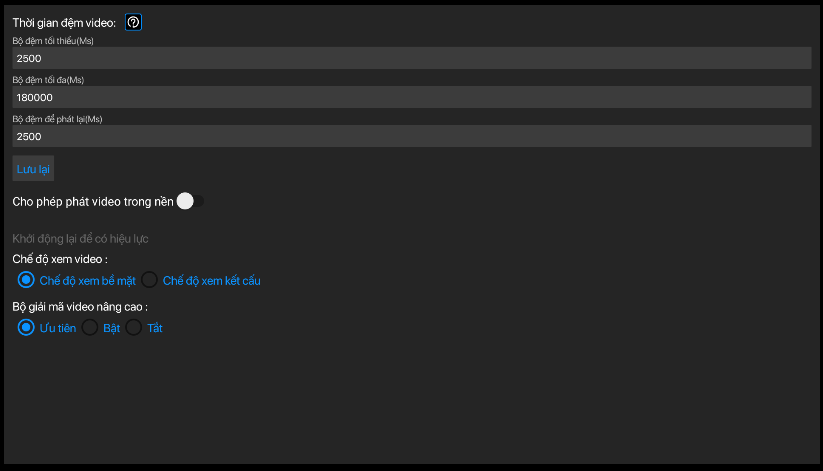 Thời gian đệm video:
Bộ đệm tối thiểu(Ms)
2500
Bộ đệm tối đa(Ms)
180000
Bộ đệm để phát lại(Ms)
2500
Lưu lại
Cho phép phát video trong nền
Khởi động lại để có hiệu lực
Chế độ xem video :
Chế độ xem bề mặt Chế độ xem kết cấu
Bộ giải mã video nâng cao :
Ưu tiên Bật Tắt